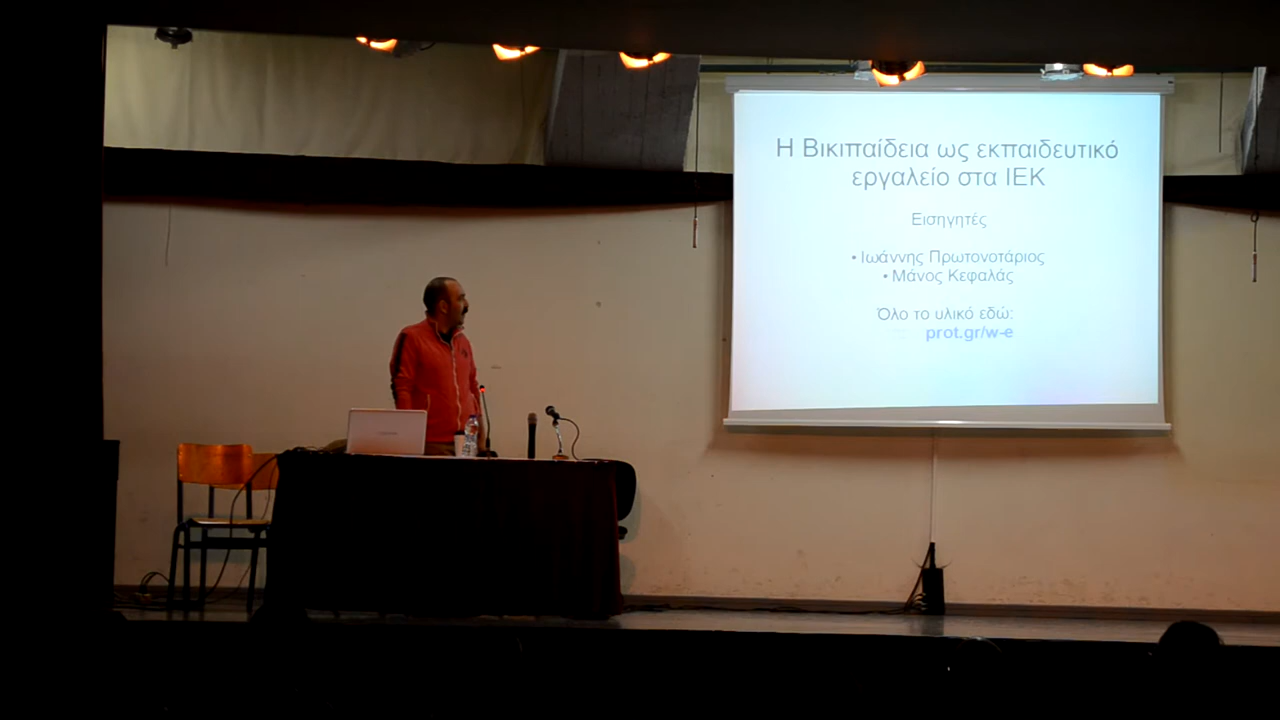 Η Βικιπαίδεια ως εκπαιδευτικό
εργαλείο στα ΙΕΚ
Εισηγητές
• Ιωάννης Πρωτονοτάριος
• Μάνος Κεφαλάς
Όλο το υλικό εδώ:
prot.gr/w-e